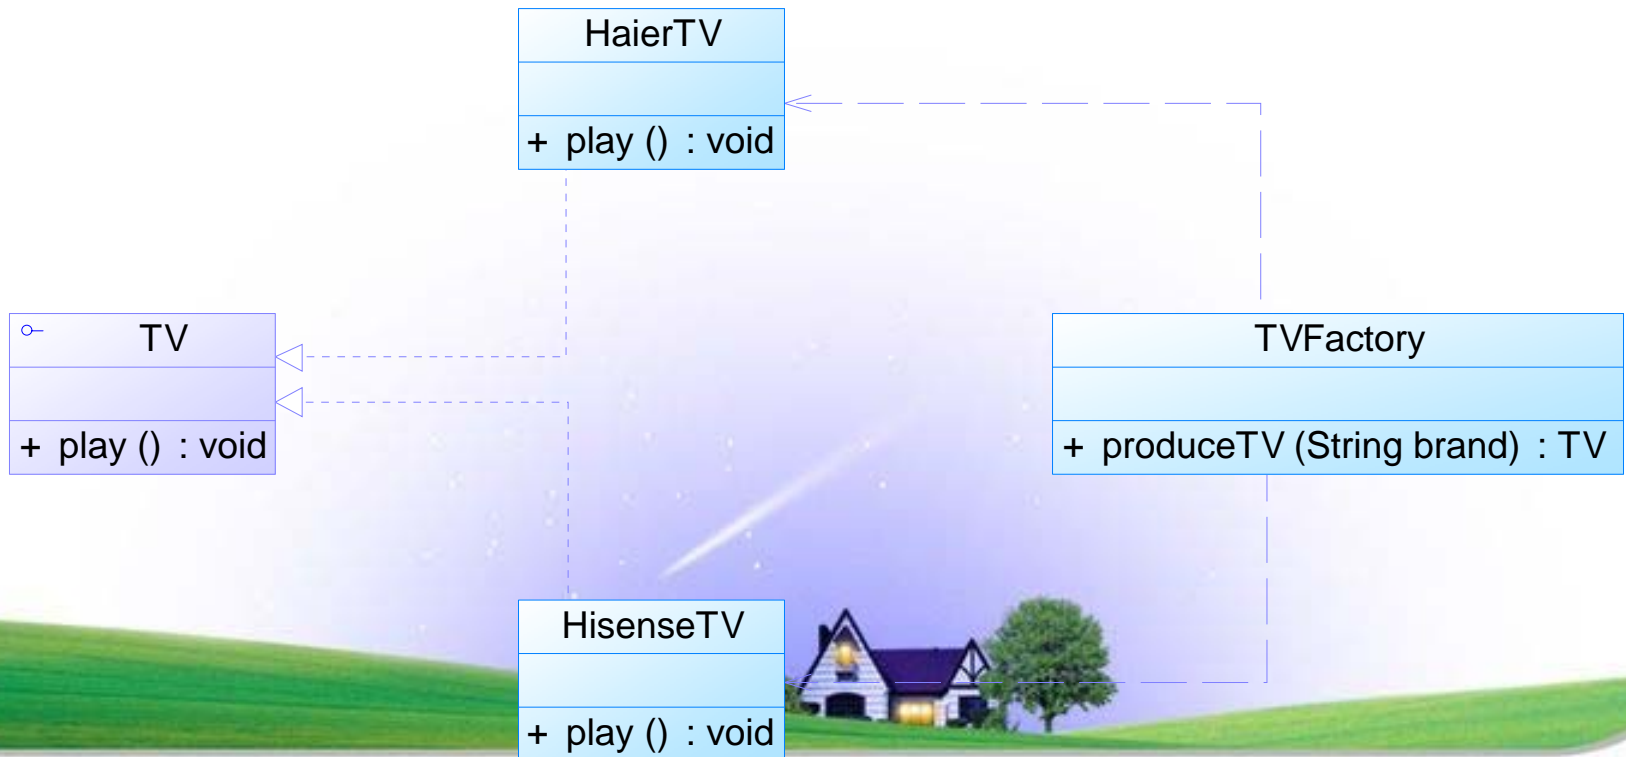 HaierTV
+ play () : void
TV
+ play () : void
TVFactory
+ produceTV (String brand) : TV
HisenseTV
+ play () : void